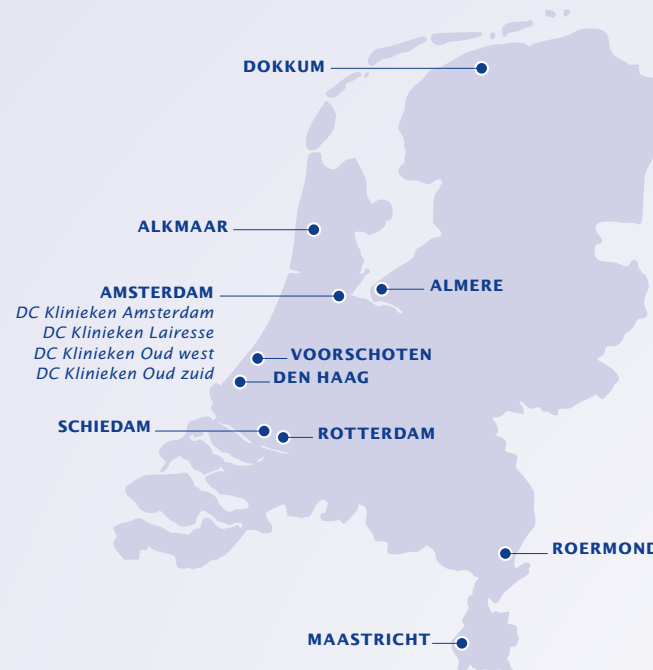 DOKKUM
ALKMAAR
ALMERE
AMSTERDAM
DC Klinieken Amsterdam
DC Klinieken Lairesse
DC Klinieken Oud west
DC Klinieken Oud zuid
VOORSCHOTEN
DEN HAAG
SCHIEDAM
ROTTERDAM
ROERMOND
MAASTRICHT